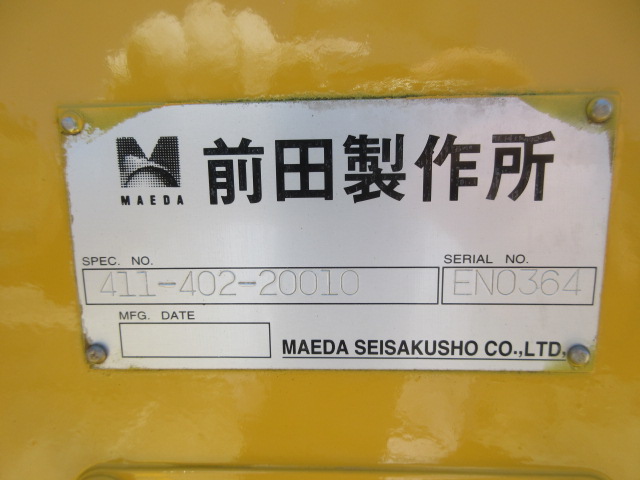 MAEDA 前田製作所
SPEC. NO. SERIAL NO.
411-402-20010 EN0364
MFG. DATE
MAEDA SEISAKUSHO CO.,LTD.